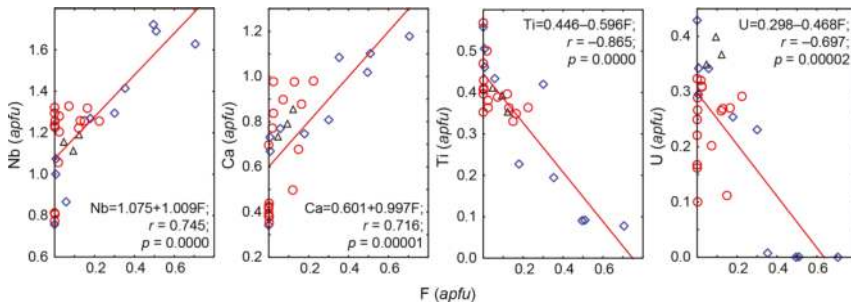 1.6
1.4
1.2
1.0
0.8
0.6
Nb (apfu)
Nb=1.075+1.009F;
r = 0.745;
p = 0.0000
0.2 0.4 0.6
1.2
1.0
0.8
0.6
0.4
0.2
Ca (apfu)
Ca=0.601+0.997F;
r = 0.716;
p = 0.00001
0.2 0.4 0.6
Ti=0.446–0.596F;
r = –0.865;
p = 0.0000
0.5
0.4
0.3
0.2
0.1
0.0
Ti (apfu)
0.2 0.4 0.6
U=0.298–0.468F;
r = –0.697;
p = 0.00002
0.4
0.3
0.2
0.1
0.0
U (apfu)
0.2 0.4 0.6
F (apfu)